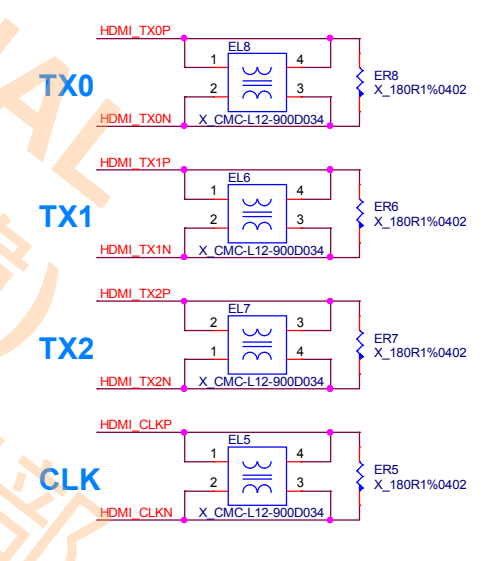 HDMI_TX0P
EL8
1 4
TX0
ER8
X_180R1%0402
2 3
HDMI_TX0N
X_CMC-L12-900D034
HDMI_TX1P
EL6
1 4
TX1
ER6
X_180R1%0402
2 3
HDMI_TX1N
X_CMC-L12-900D034
HDMI_TX2P
EL7
2 3
TX2
ER7
X_180R1%0402
1 4
HDMI_TX2N
X_CMC-L12-900D034
HDMI_CLKP
EL5
1 4
CLK
ER5
X_180R1%0402
2 3
HDMI_CLKN
X_CMC-L12-900D034